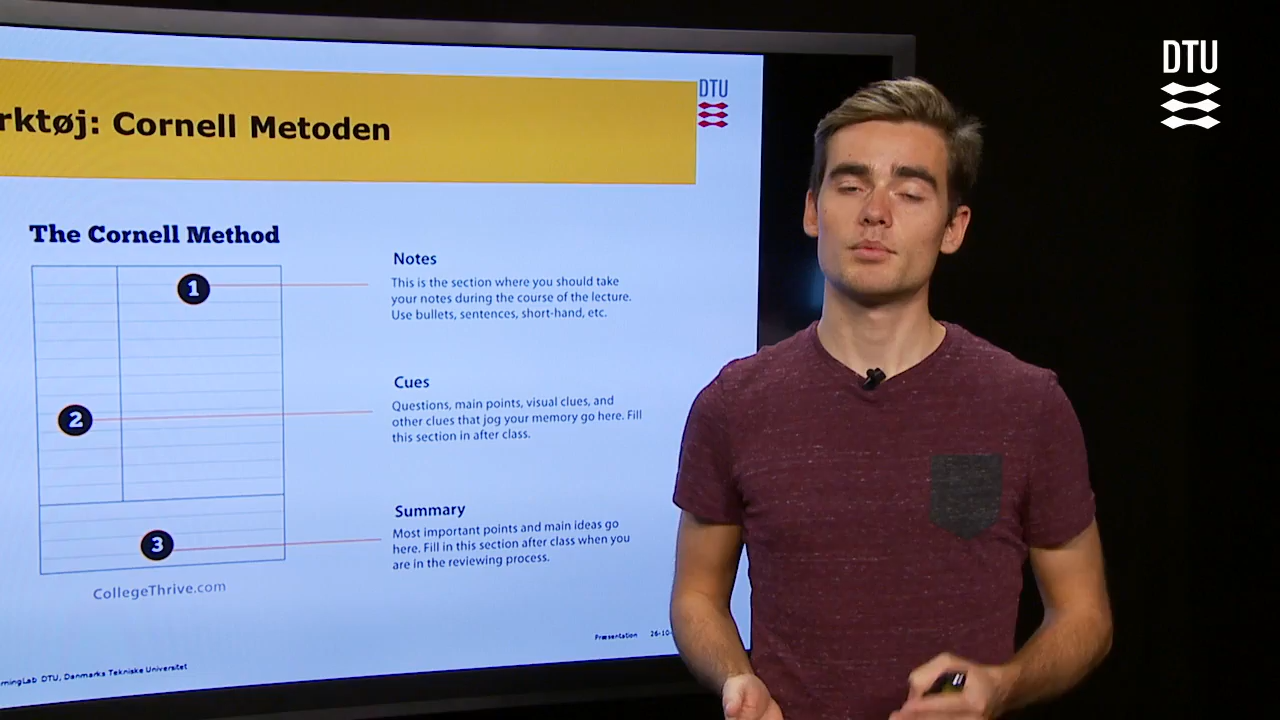 DTU
rktøj: Cornell Metoden
DTU
The Cornell Method
1
2
3
CollegeThrive.com
Notes
This is the section where you should take
your notes during the course of the lecture.
Use bullets, sentences, short-hand, etc.
Cues
Questions, main points, visual clues, and
other clues that jog your memory go here. Fill
this section in after class.
Summary
Most important points and main ideas go
here. Fill in this section after class when you
are in the reviewing process.
Præsentation 26-10-
rningLab DTU, Danmarks Tekniske Universitet